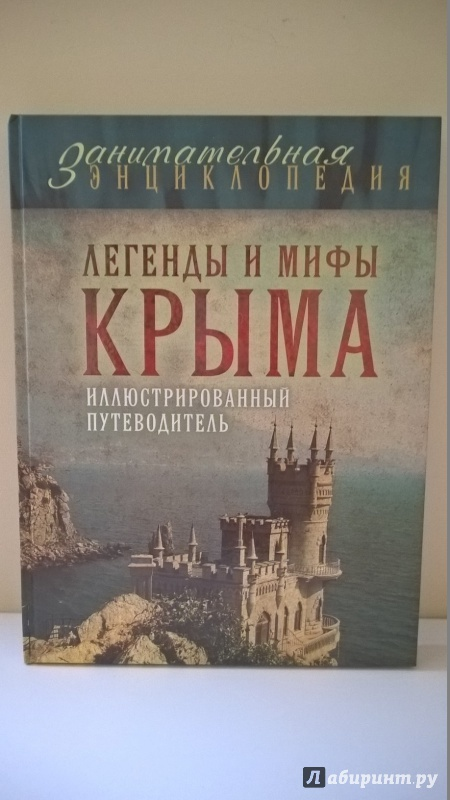 Занимательная
ЭНЦИКЛОПЕДИЯ
ЛЕГЕНДЫ И МИФЫ
КРЫМА
ИЛЛЮСТРИРОВАННЫЙ
ПУТЕВОДИТЕЛЬ
Лабиринт.ру